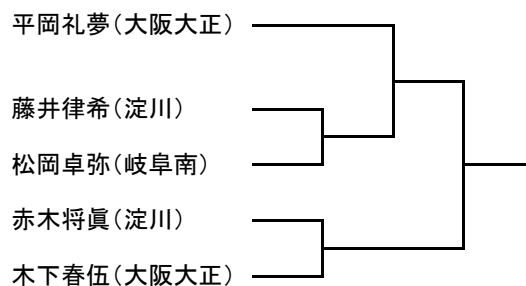 平岡礼夢（大阪大正）
藤井律希（淀川）
松岡卓弥（岐阜南）
赤木将眞（淀川）
木下春伍（大阪大正）